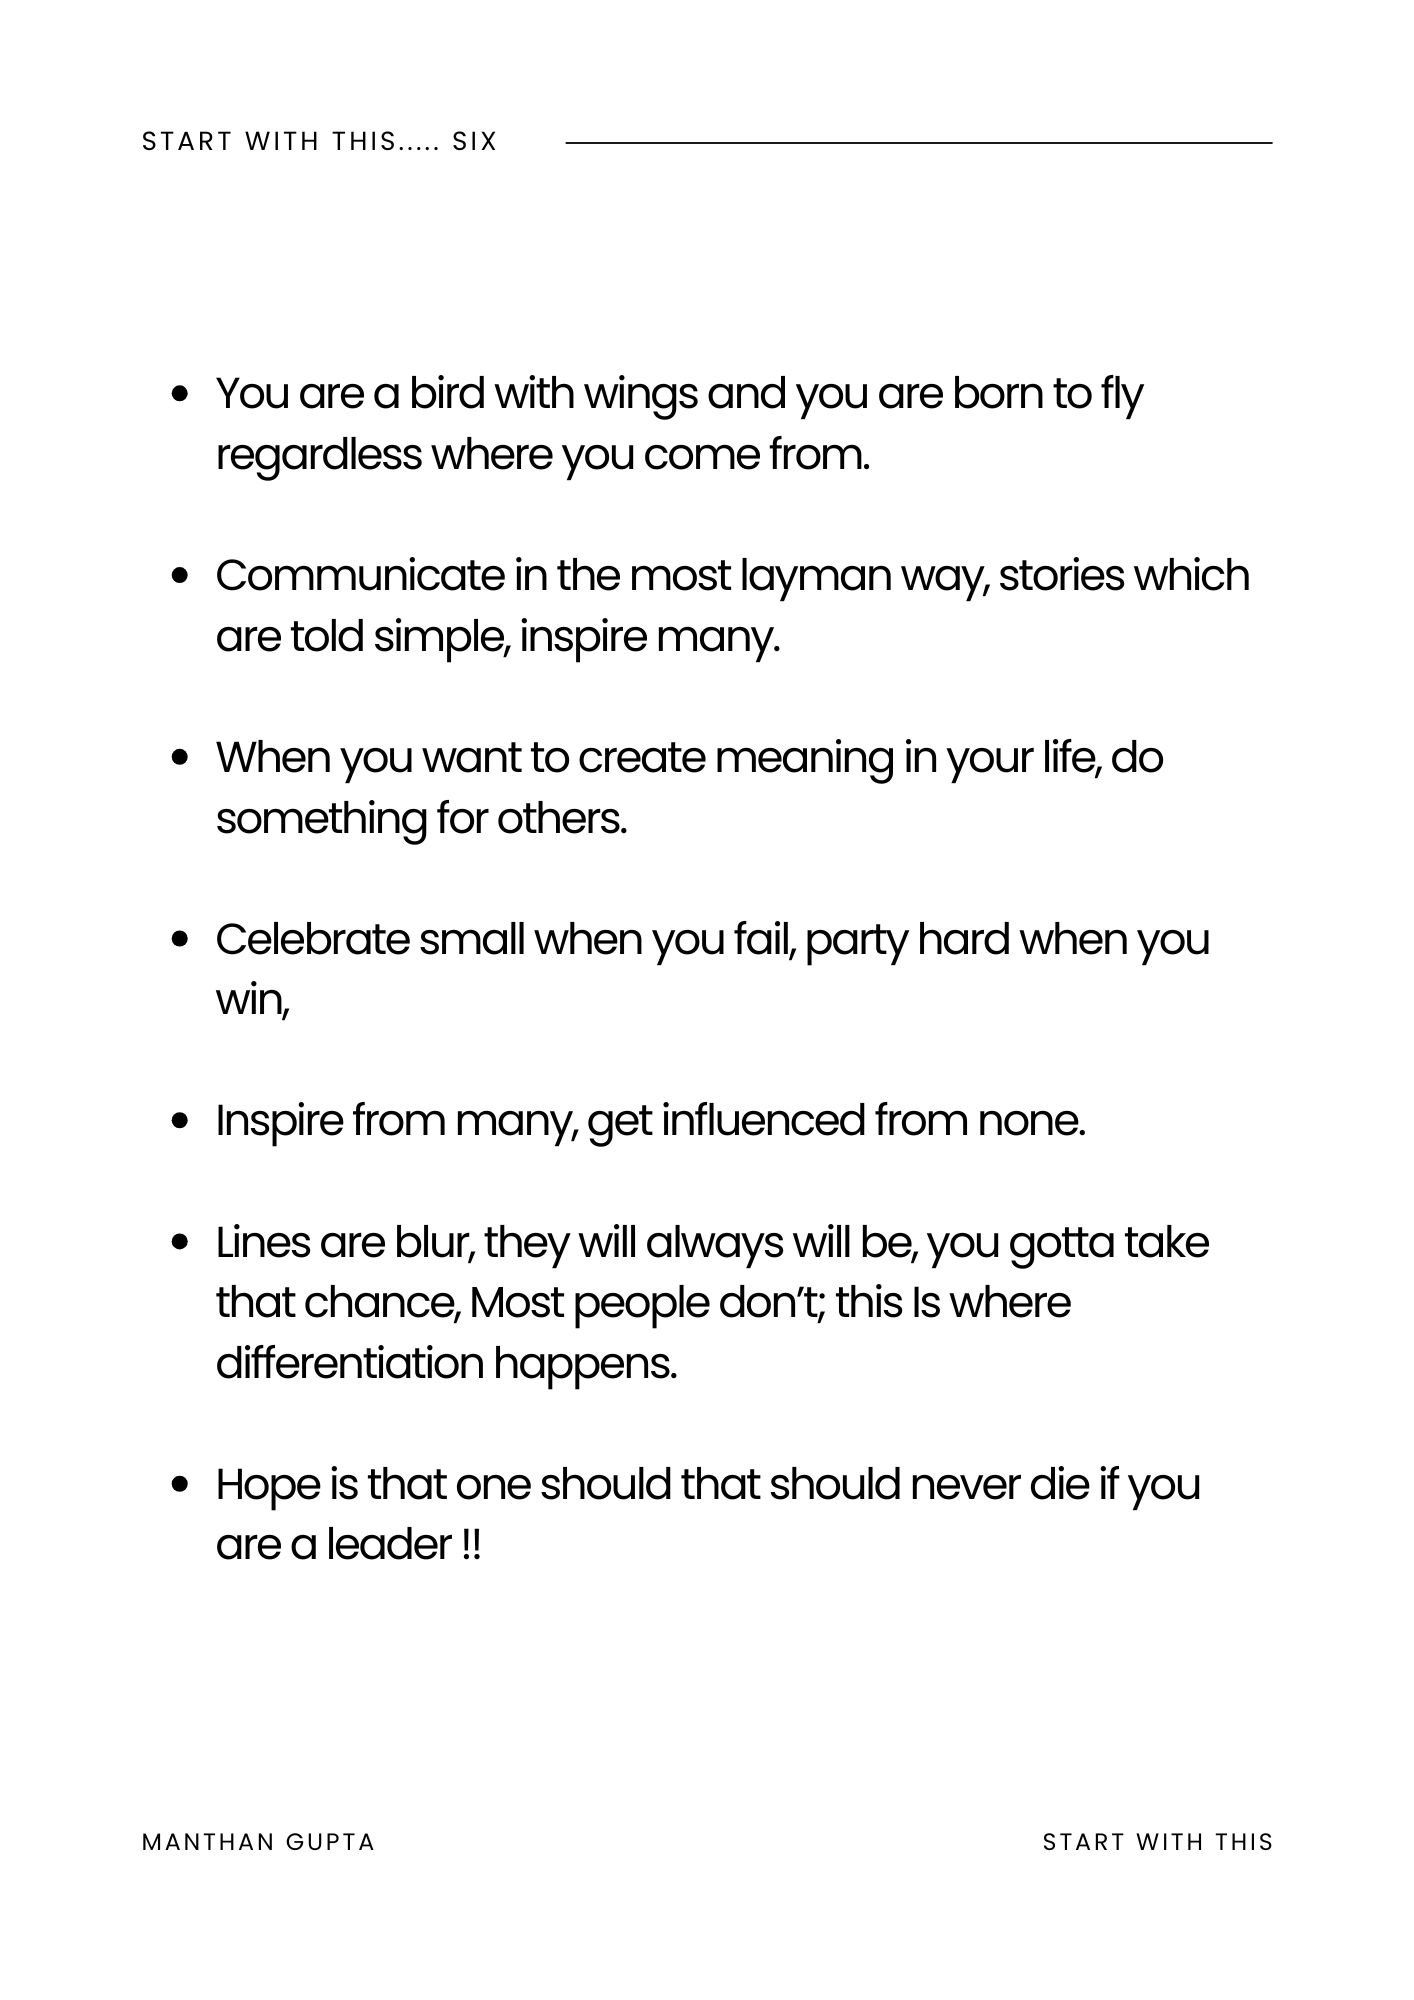 START WITH THIS..... SIX
• You are a bird with wings and you are born to fly
regardless where you come from.
• Communicate in the most layman way, stories which
are told simple, inspire many.
• When you want to create meaning in your life, do
something for others.
• Celebrate small when you fail, party hard when you
win,
• Inspire from many, get influenced from none.
• Lines are blur, they will always will be, you gotta take
that chance, Most people don’t; this Is where
differentiation happens.
• Hope is that one should that should never die if you
are a leader !!
MANTHAN GUPTA
START WITH THIS